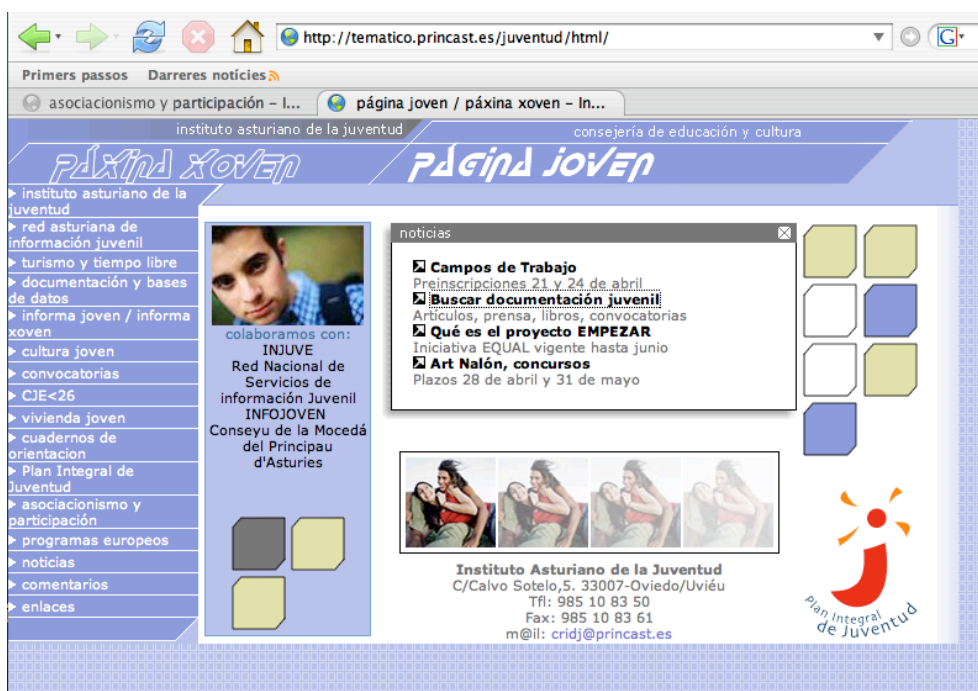 http://tematico.princast.es/juventud/html/
G
Primers passos Darreres notícies
asociacionismo y participación – I...
página joven / páxina xoven – In...
instituto asturiano de la juventud
consejería de educación y cultura
páxina xoven
página joven
instituto asturiano de la
juventud
red asturiana de
información juvenil
turismo y tiempo libre
documentación y bases
de datos
informa joven / informa
xoven
cultura joven
convocatorias
CJE<26
vivienda joven
cuadernos de
orientacion
Plan Integral de
Juventud
asociacionismo y
participación
programas europeos
noticias
comentarios
enlaces
colaboramos con:
INJUVE
Red Nacional de
Servicios de
información Juvenil
INFOJOVEN
Conseyu de la Mocedá
del Principau
d'Asturies
noticias
Campos de Trabajo
Preinscripciones 21 y 24 de abril
Buscar documentación juvenil
Artículos, prensa, libros, convocatorias
Qué es el proyecto EMPEZAR
Iniciativa EQUAL vigente hasta junio
Art Nalón, concursos
Plazos 28 de abril y 31 de mayo
Instituto Asturiano de la Juventud
C/Calvo Sotelo,5. 33007-Oviedo/Uviéu
Tfl: 985 10 83 50
Fax: 985 10 83 61
m@il: cridj@princast.es
Plan Integral
de Juventud